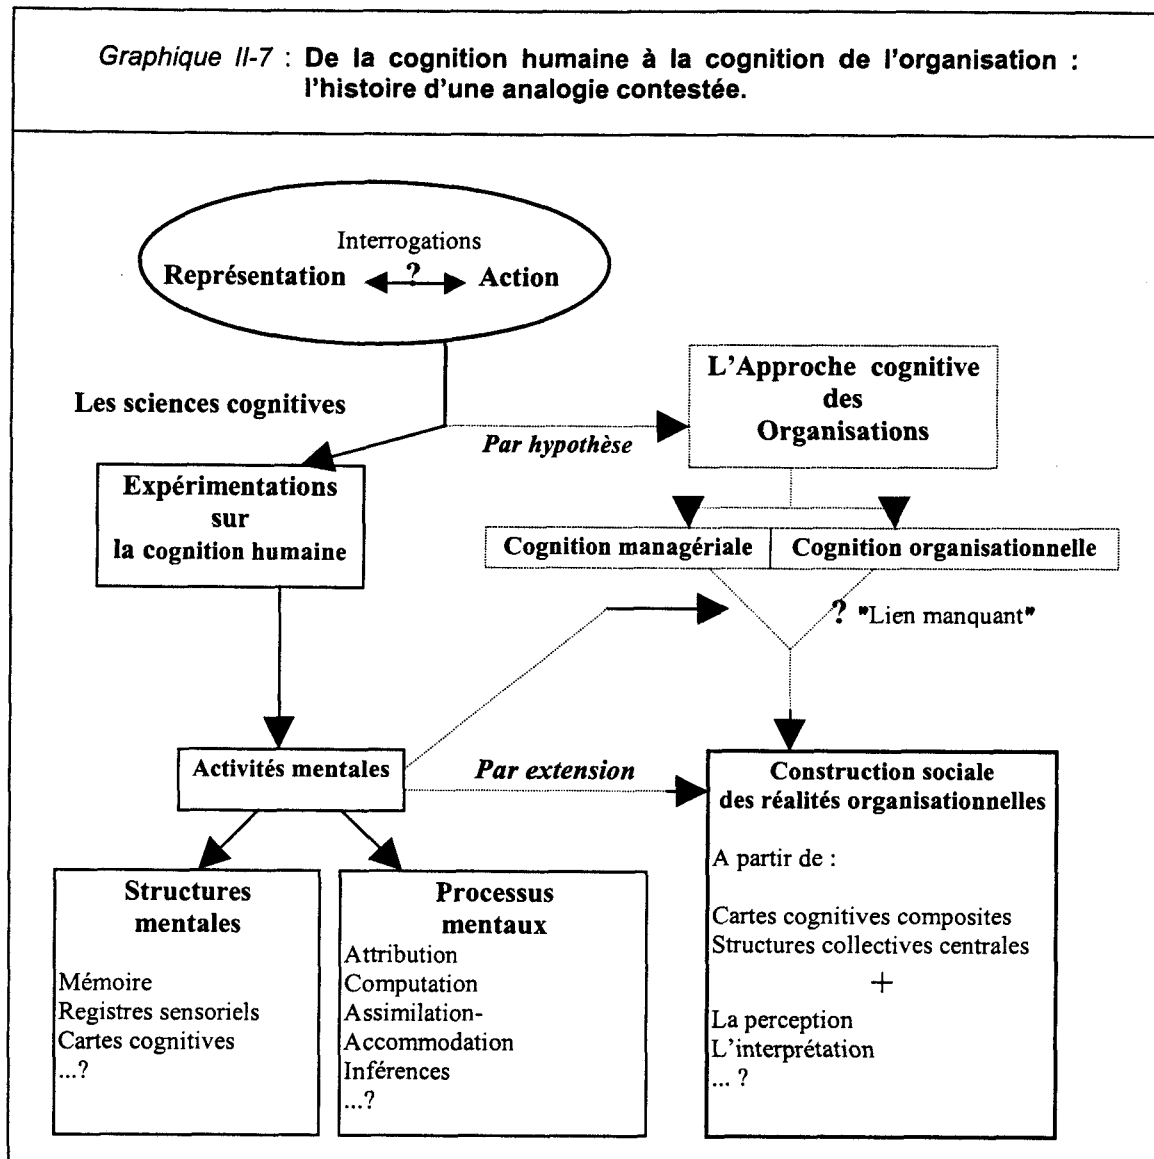 Graphique II-7 : De la cognition humaine à la cognition de l'organisation :
l'histoire d'une analogie contestée.
Interrogations
Représentation ? Action
Les sciences cognitives
Par hypothèse
L'Approche cognitive
des
Organisations
Expérimentations
sur
la cognition humaine
Cognition managériale
Cognition organisationnelle
? "Lien manquant"
Activités mentales
Par extension
Construction sociale
des réalités organisationnelles
A partir de :
Cartes cognitives composites
Structures collectives centrales
+
La perception
L'interprétation
... ?
Structures
mentales
Mémoire
Registres sensoriels
Cartes cognitives
...?
Processus
mentaux
Attribution
Computation
Assimilation-
Accommodation
Inférences
...?